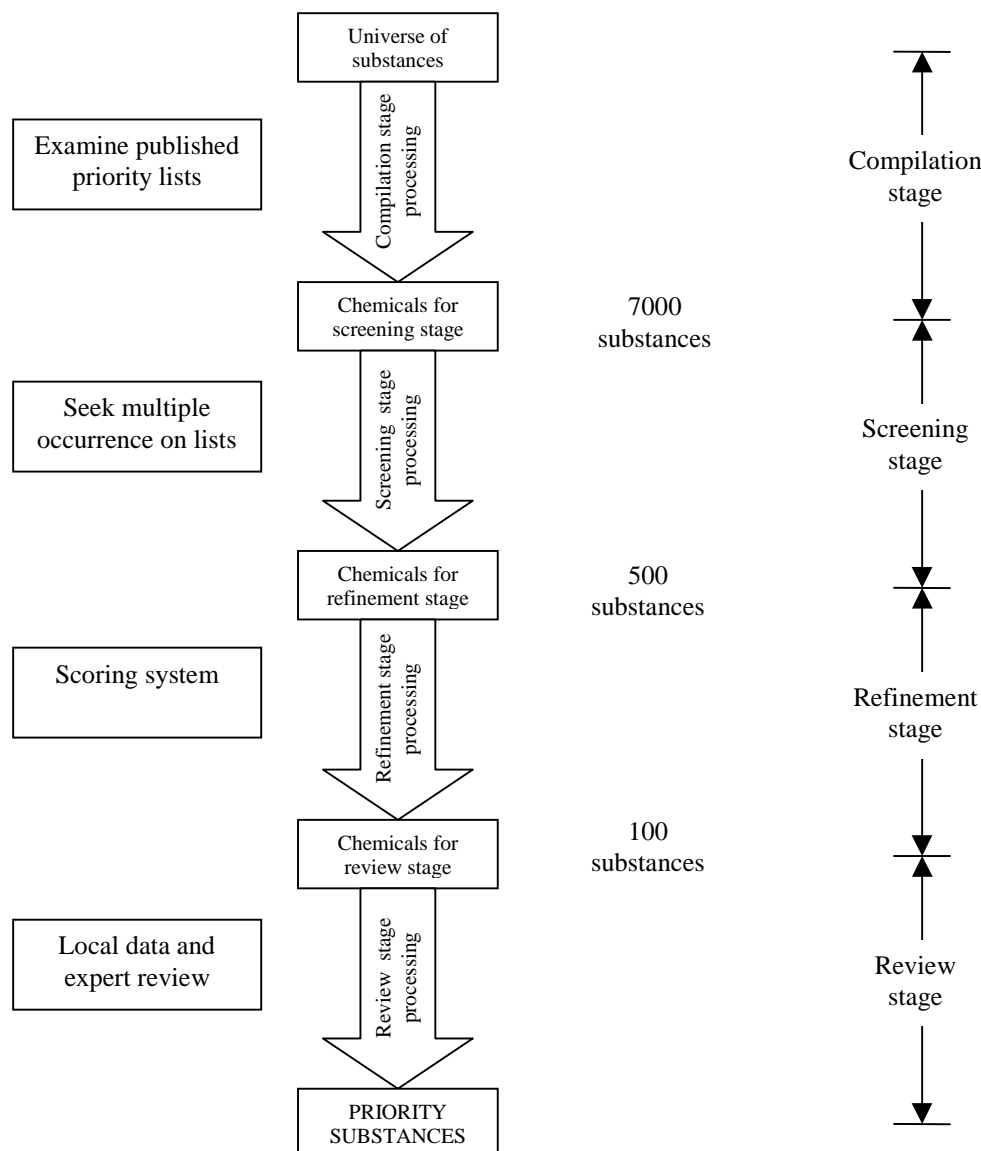 Universe of
substances
Compilation stage
processing
Examine published
priority lists
Compilation
stage
Chemicals for
screening stage
7000
substances
Screening stage
processing
Seek multiple
occurrence on lists
Screening
stage
Chemicals for
refinement stage
500
substances
Refinement stage
processing
Scoring system
Refinement
stage
Chemicals for
review stage
100
substances
Review stage
processing
Local data and
expert review
Review
stage
PRIORITY
SUBSTANCES